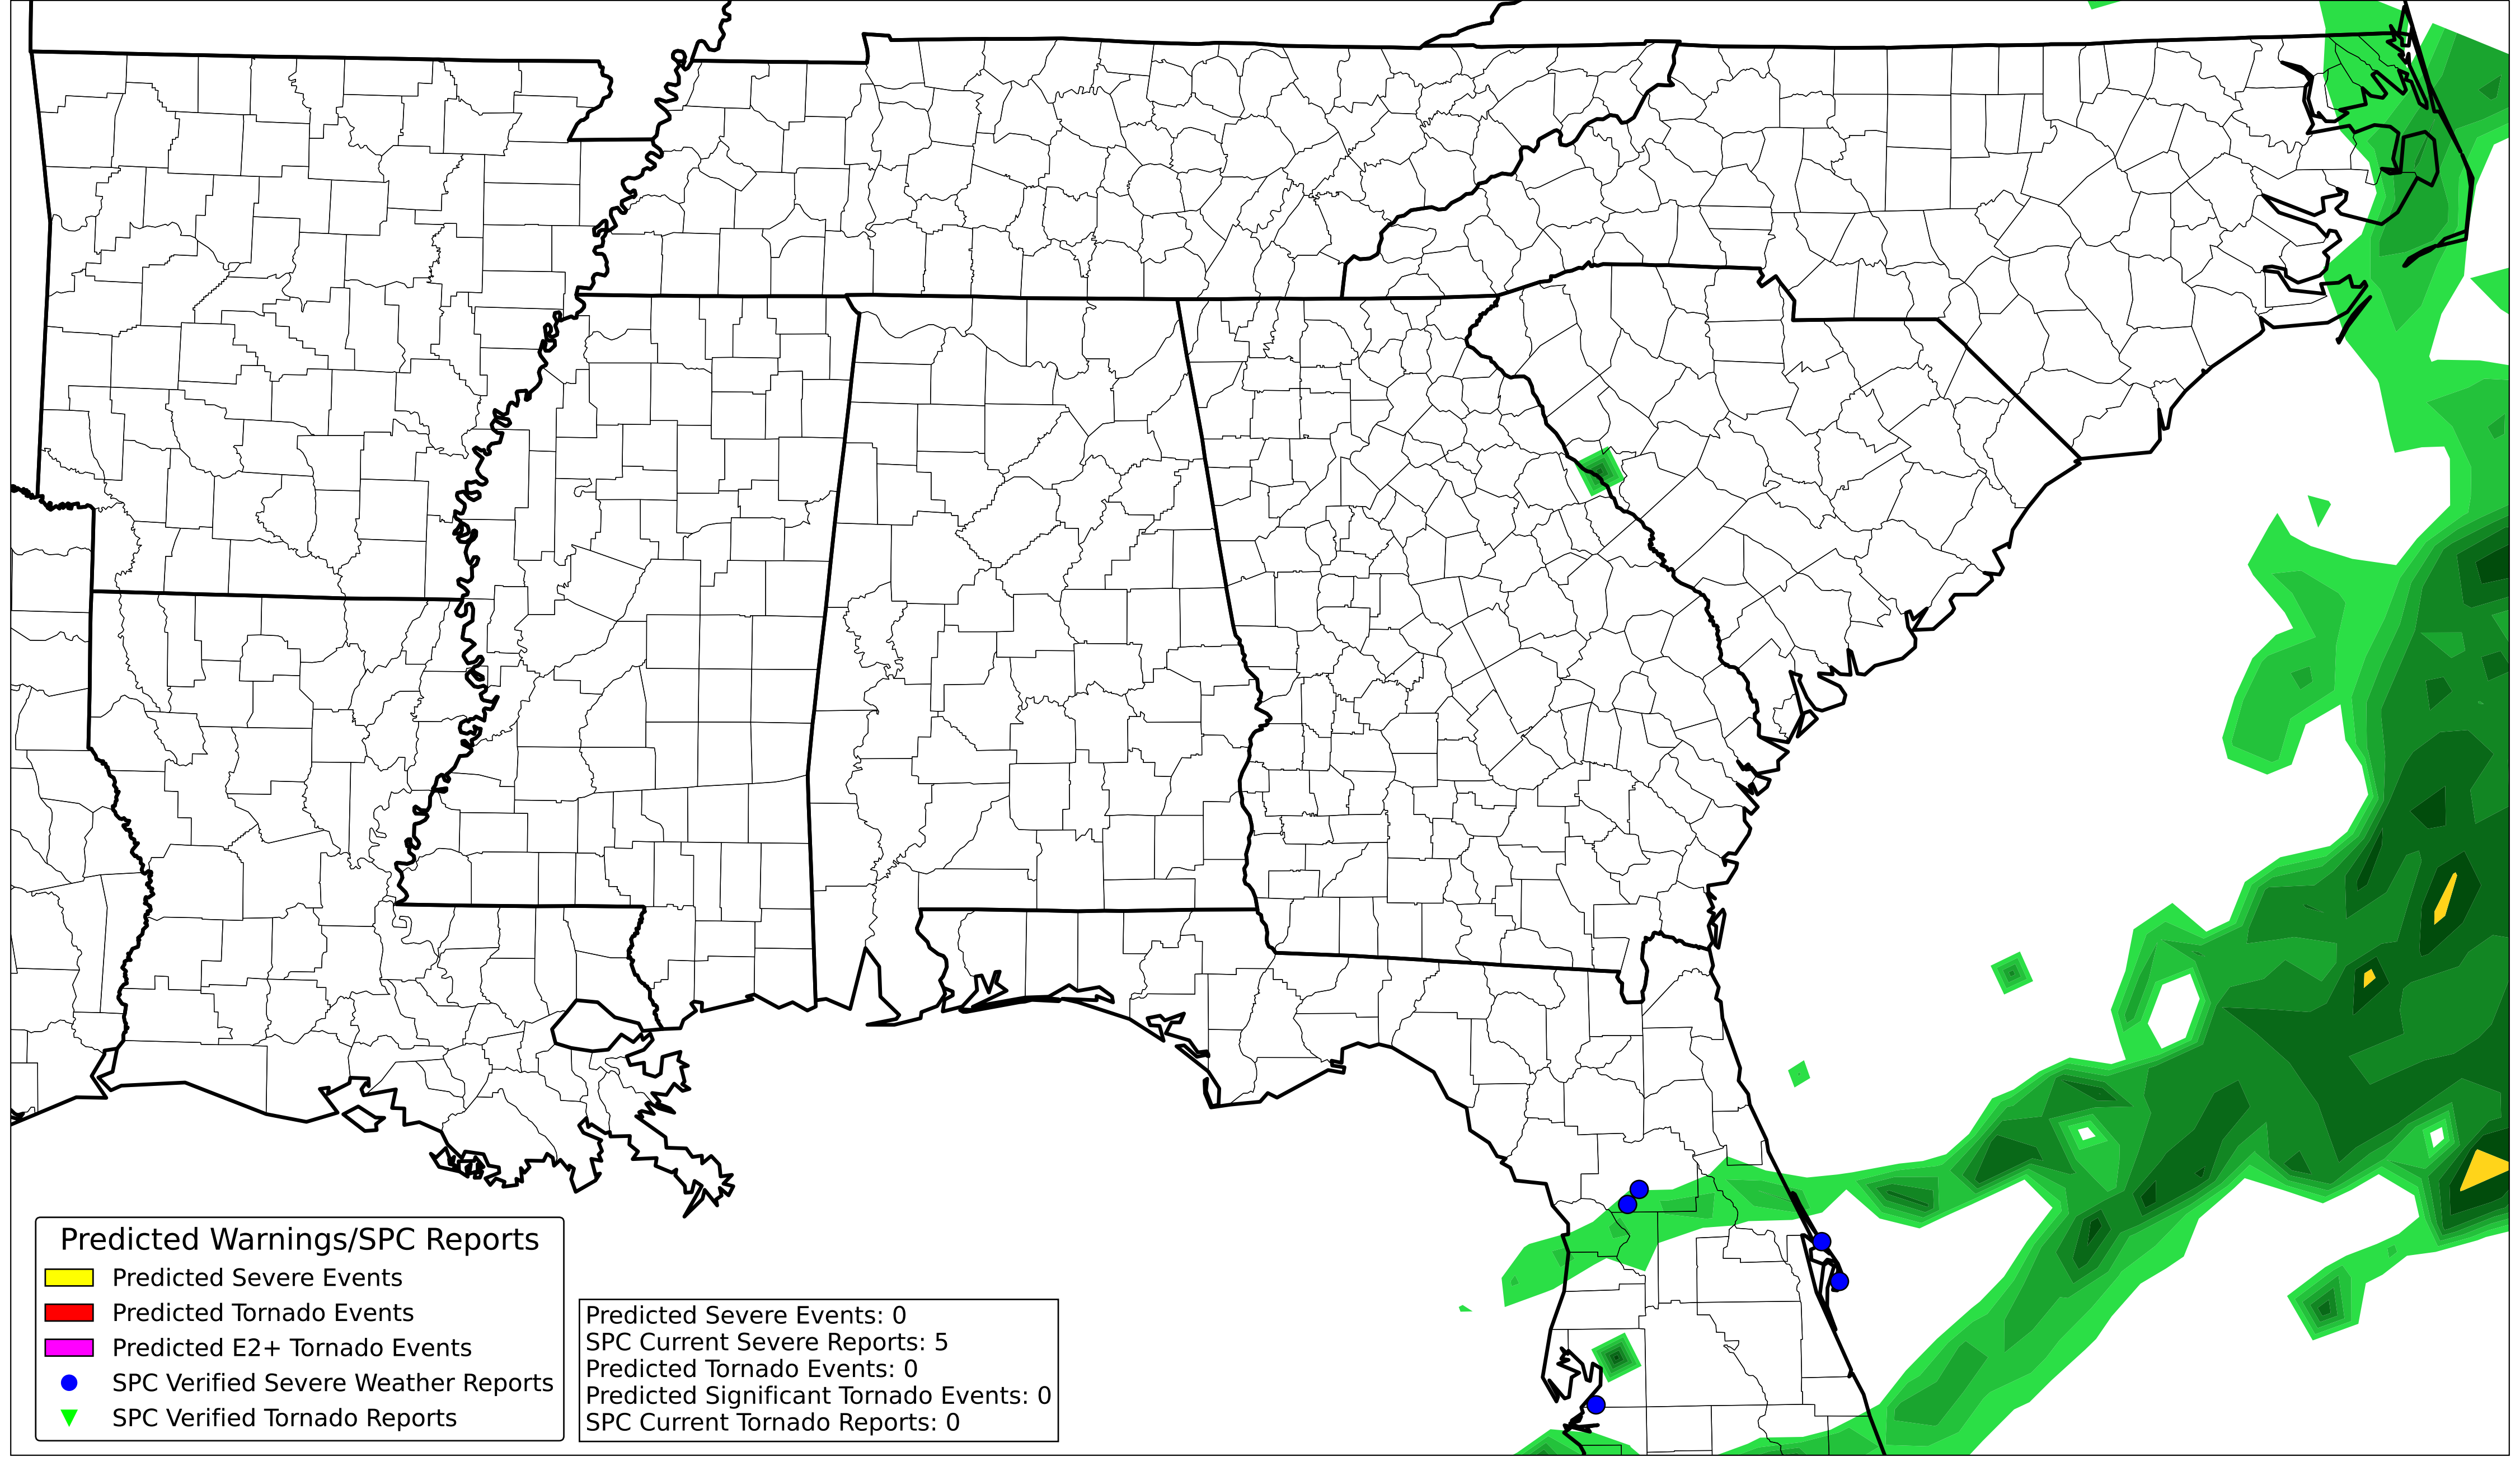 Predicted Warnings/SPC Reports
Predicted Severe Events
Predicted Tornado Events
Predicted E2+ Tornado Events
SPC Verified Severe Weather Reports
SPC Verified Tornado Reports
Predicted Severe Events: 0
SPC Current Severe Reports: 5
Predicted Tornado Events: 0
Predicted Significant Tornado Events: 0
SPC Current Tornado Reports: 0